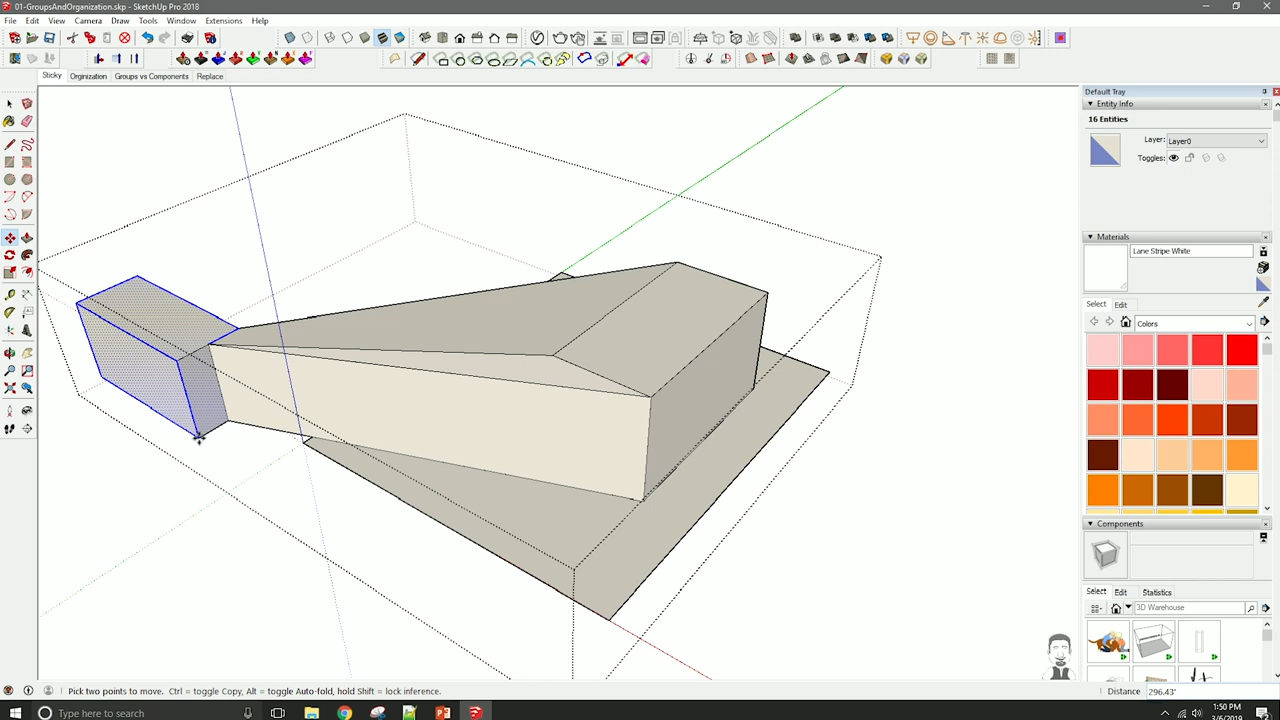 01-GroupsAndOrganization.skp - SketchUp Pro 2018
File Edit View Camera Draw Tools Window Extensions Help
Sticky Orginization Groups vs Components Replace
Default Tray
Entity Info
16 Entities
Layer: Layer0
Toggles:
Materials
Lane Stripe White
Select Edit
Colors
Components
Select Edit Statistics
3D Warehouse
Pick two points to move. Ctrl = toggle Copy, Alt = toggle Auto-fold, hold Shift = lock inference.
Distance 296.43'
Type here to search
1:50 PM
3/6/2019